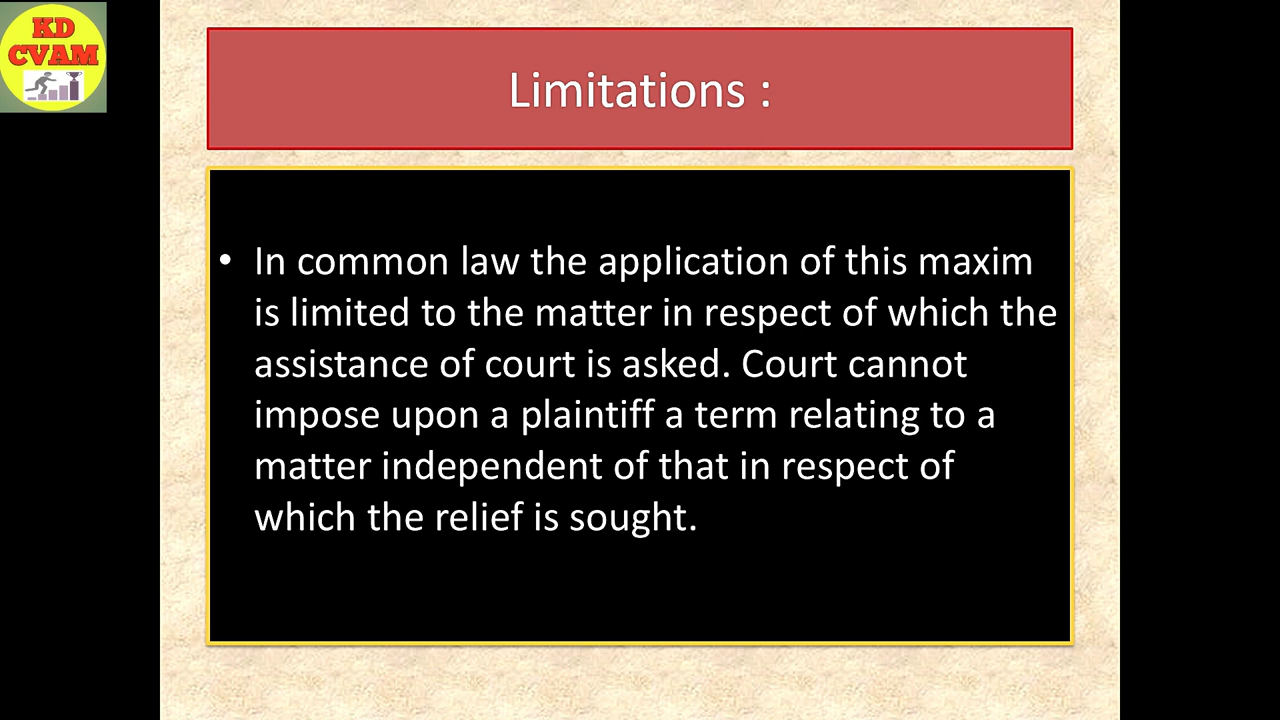 KD
CVAM
Limitations :
• In common law the application of this maxim
is limited to the matter in respect of which the
assistance of court is asked. Court cannot
impose upon a plaintiff a term relating to a
matter independent of that in respect of
which the relief is sought.